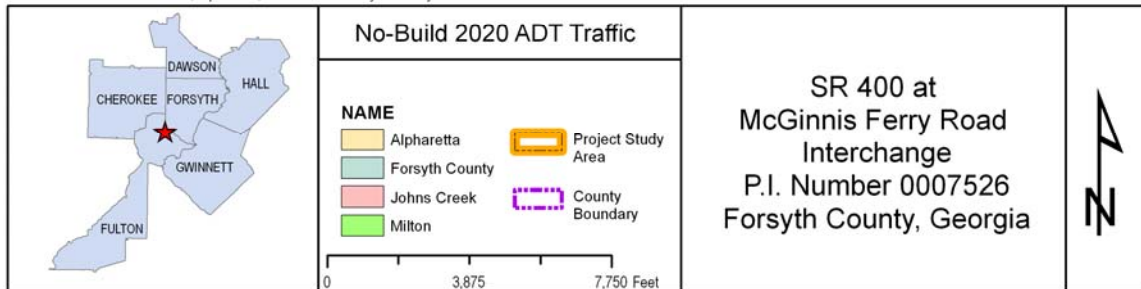 DAWSON
HALL
CHEROKEE
FORSYTH
GWINNETT
FULTON
No-Build 2020 ADT Traffic
NAME
Alpharetta
Forsyth County
Johns Creek
Milton
Project Study
Area
County
Boundary
0
3,875
7,750 Feet
SR 400 at
McGinnis Ferry Road
Interchange
P.I. Number 0007526
Forsyth County, Georgia
N